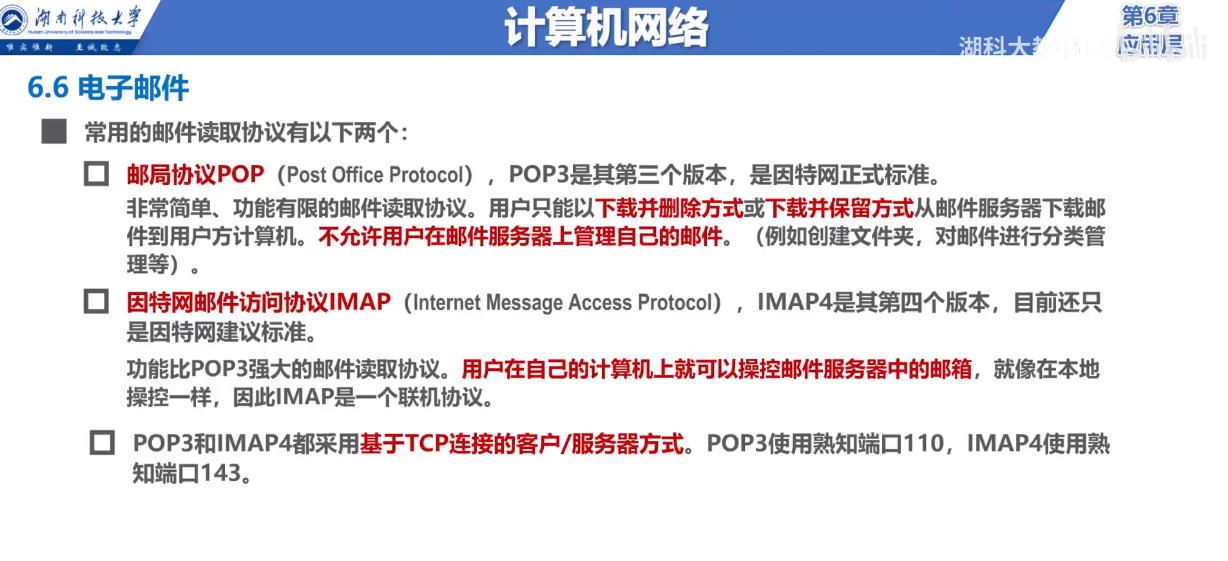 湖南科技大学
Hunan University of Science and Technology
唯实惟新 至诚致志
计算机网络
第6章
应用层
湖科大教
6.6 电子邮件
常用的邮件读取协议有以下两个：
邮局协议POP（Post Office Protocol），POP3是其第三个版本，是因特网正式标准。
非常简单、功能有限的邮件读取协议。用户只能以下载并删除方式或下载并保留方式从邮件服务器下载邮
件到用户方计算机。不允许用户在邮件服务器上管理自己的邮件。（例如创建文件夹，对邮件进行分类管
理等）。
因特网邮件访问协议IMAP（Internet Message Access Protocol），IMAP4是其第四个版本，目前还只
是因特网建议标准。
功能比POP3强大的邮件读取协议。用户在自己的计算机上就可以操控邮件服务器中的邮箱，就像在本地
操控一样，因此IMAP是一个联机协议。
POP3和IMAP4都采用基于TCP连接的客户/服务器方式。POP3使用熟知端口110，IMAP4使用熟
知端口143。